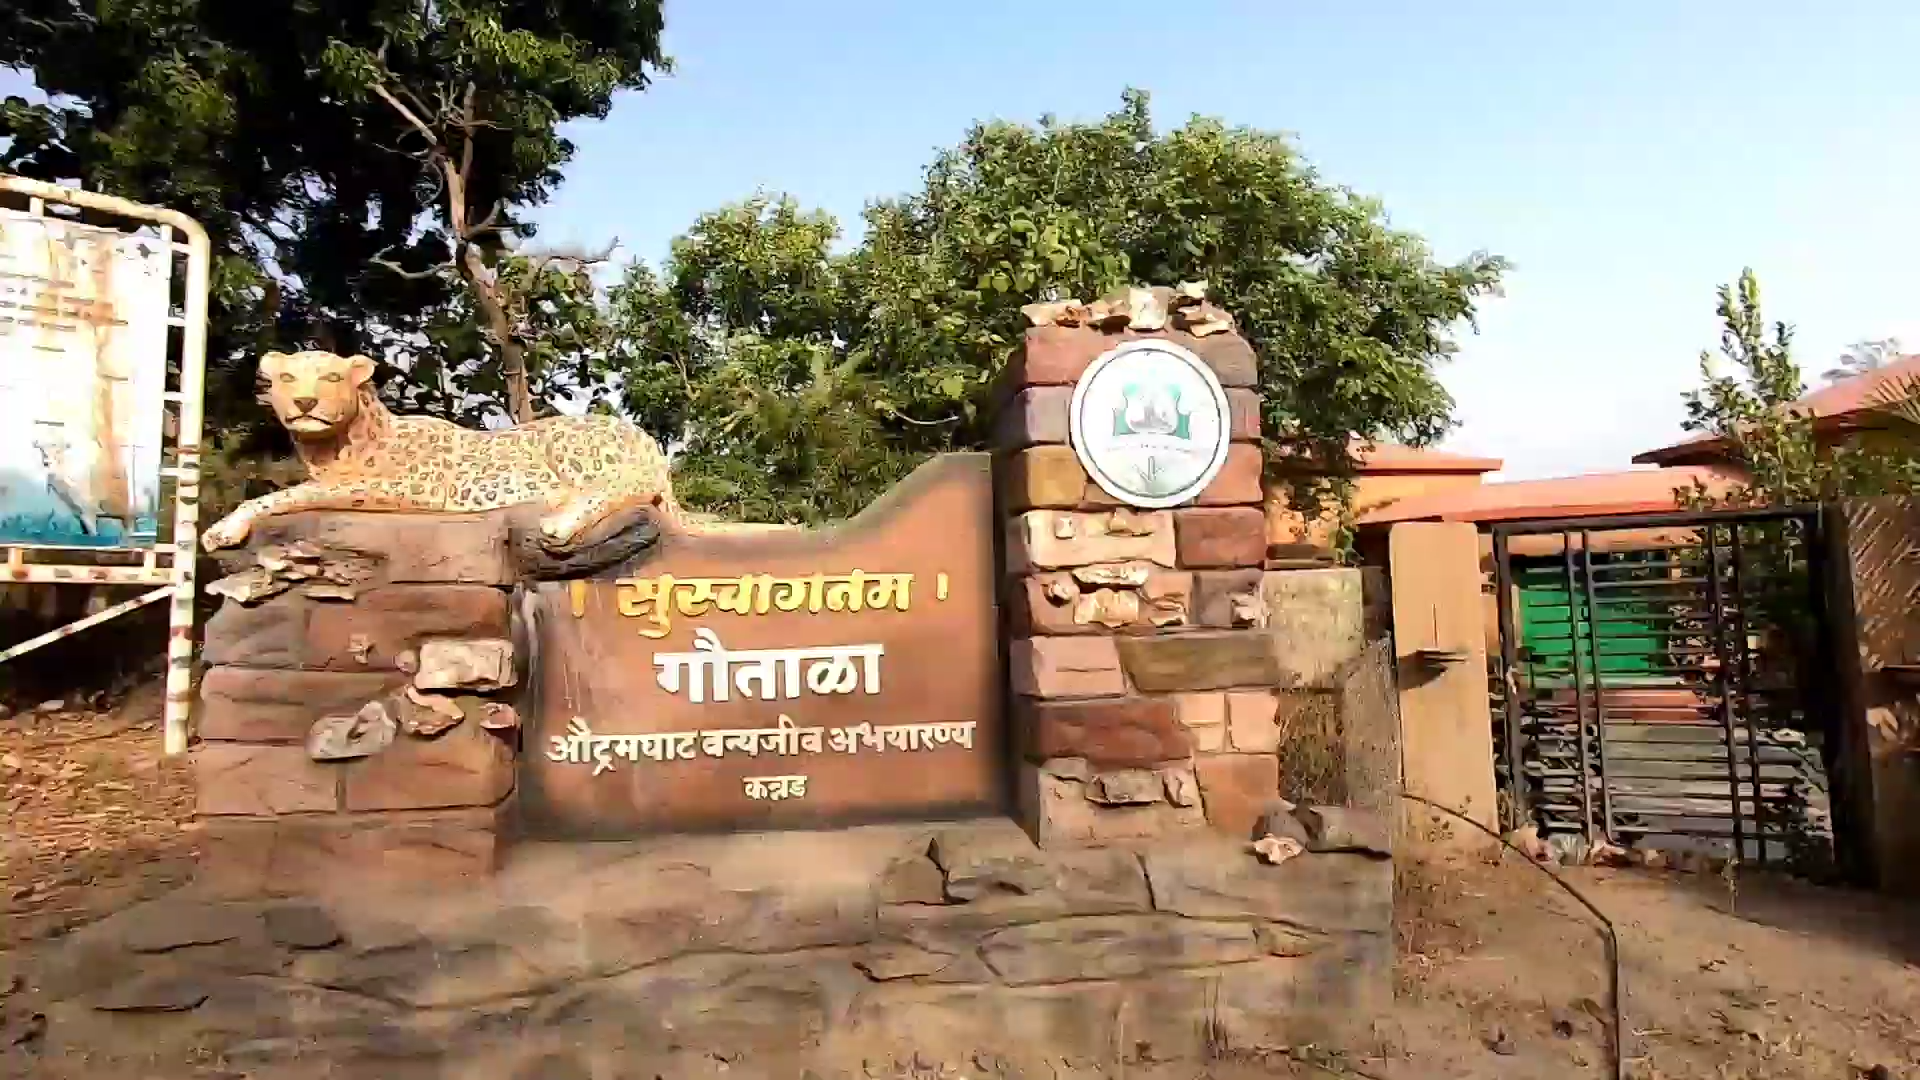 । सुस्वागतम ।
गौताळा
औट्रमघाट वन्यजीव अभयारण्य
कन्नड